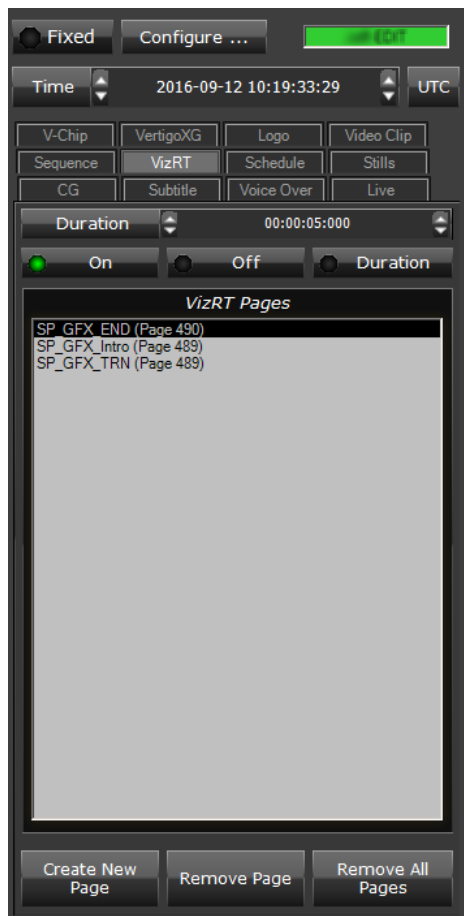 Fixed
Configure ...
EDIT
Time
2016-09-12 10:19:33:29
UTC
V-Chip
VertigoXG
Logo
Video Clip
Sequence
VizRT
Schedule
Stills
CG
Subtitle
Voice Over
Live
Duration
00:00:05:000
On
Off
Duration
VizRT Pages
SP_GFX_END (Page 490)
SP_GFX_Intro (Page 489)
SP_GFX_TRN (Page 489)
Create New
Page
Remove Page
Remove All
Pages